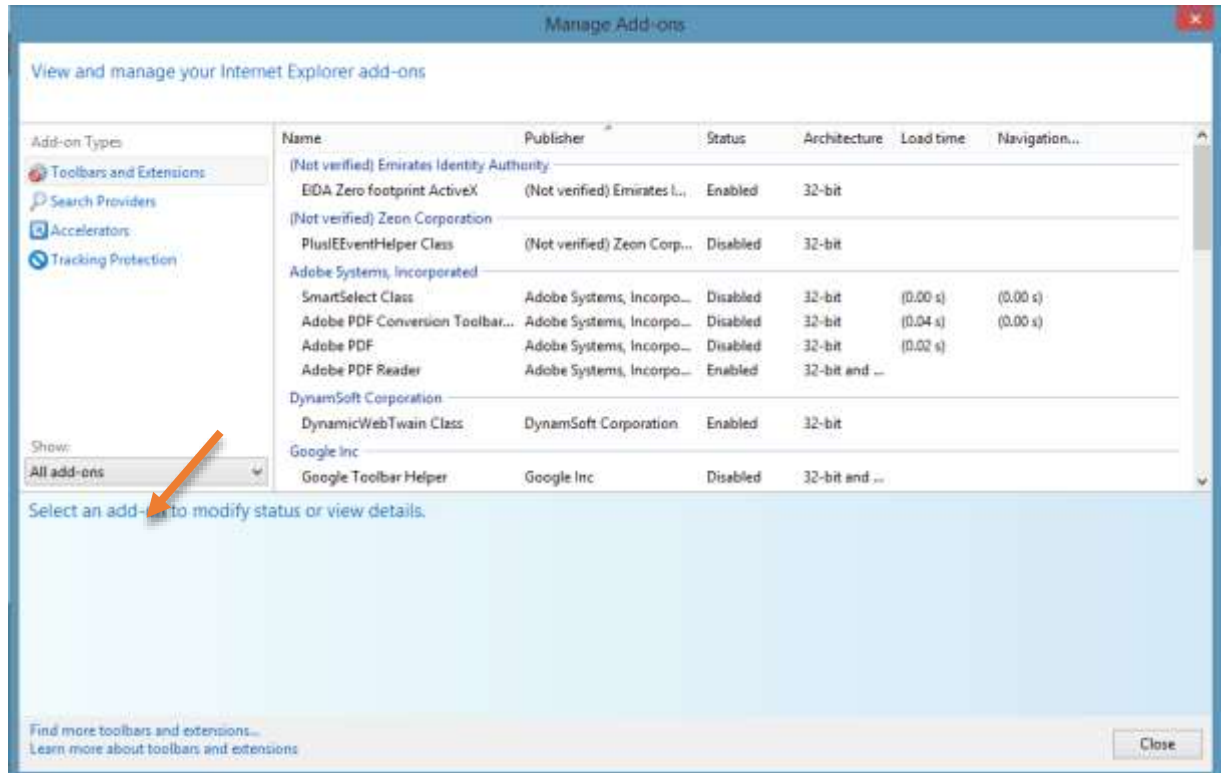 Manage Add-ons
View and manage your Internet Explorer add-ons
Add-on Types
Toolbars and Extensions
Search Providers
Accelerators
Tracking Protection
Show:
All add-ons
Name Publisher Status Architecture Load time Navigation...
(Not verified) Emirates Identity Authority
EIDA Zero footprint ActiveX (Not verified) Emirates I... Enabled 32-bit
(Not verified) Zeon Corporation
PlusIEEventHelper Class (Not verified) Zeon Corp... Disabled 32-bit
Adobe Systems, Incorporated
SmartSelect Class Adobe Systems, Incorpo... Disabled 32-bit (0.00 s) (0.00 s)
Adobe PDF Conversion Toolbar... Adobe Systems, Incorpo... Disabled 32-bit (0.04 s) (0.00 s)
Adobe PDF Adobe Systems, Incorpo... Disabled 32-bit (0.02 s)
Adobe PDF Reader Adobe Systems, Incorpo... Enabled 32-bit and ...
DynamSoft Corporation
DynamicWebTwain Class DynamSoft Corporation Enabled 32-bit
Google Inc
Google Toolbar Helper Google Inc Disabled 32-bit and ...
Select an add-on to modify status or view details.
Find more toolbars and extensions...
Learn more about toolbars and extensions
Close